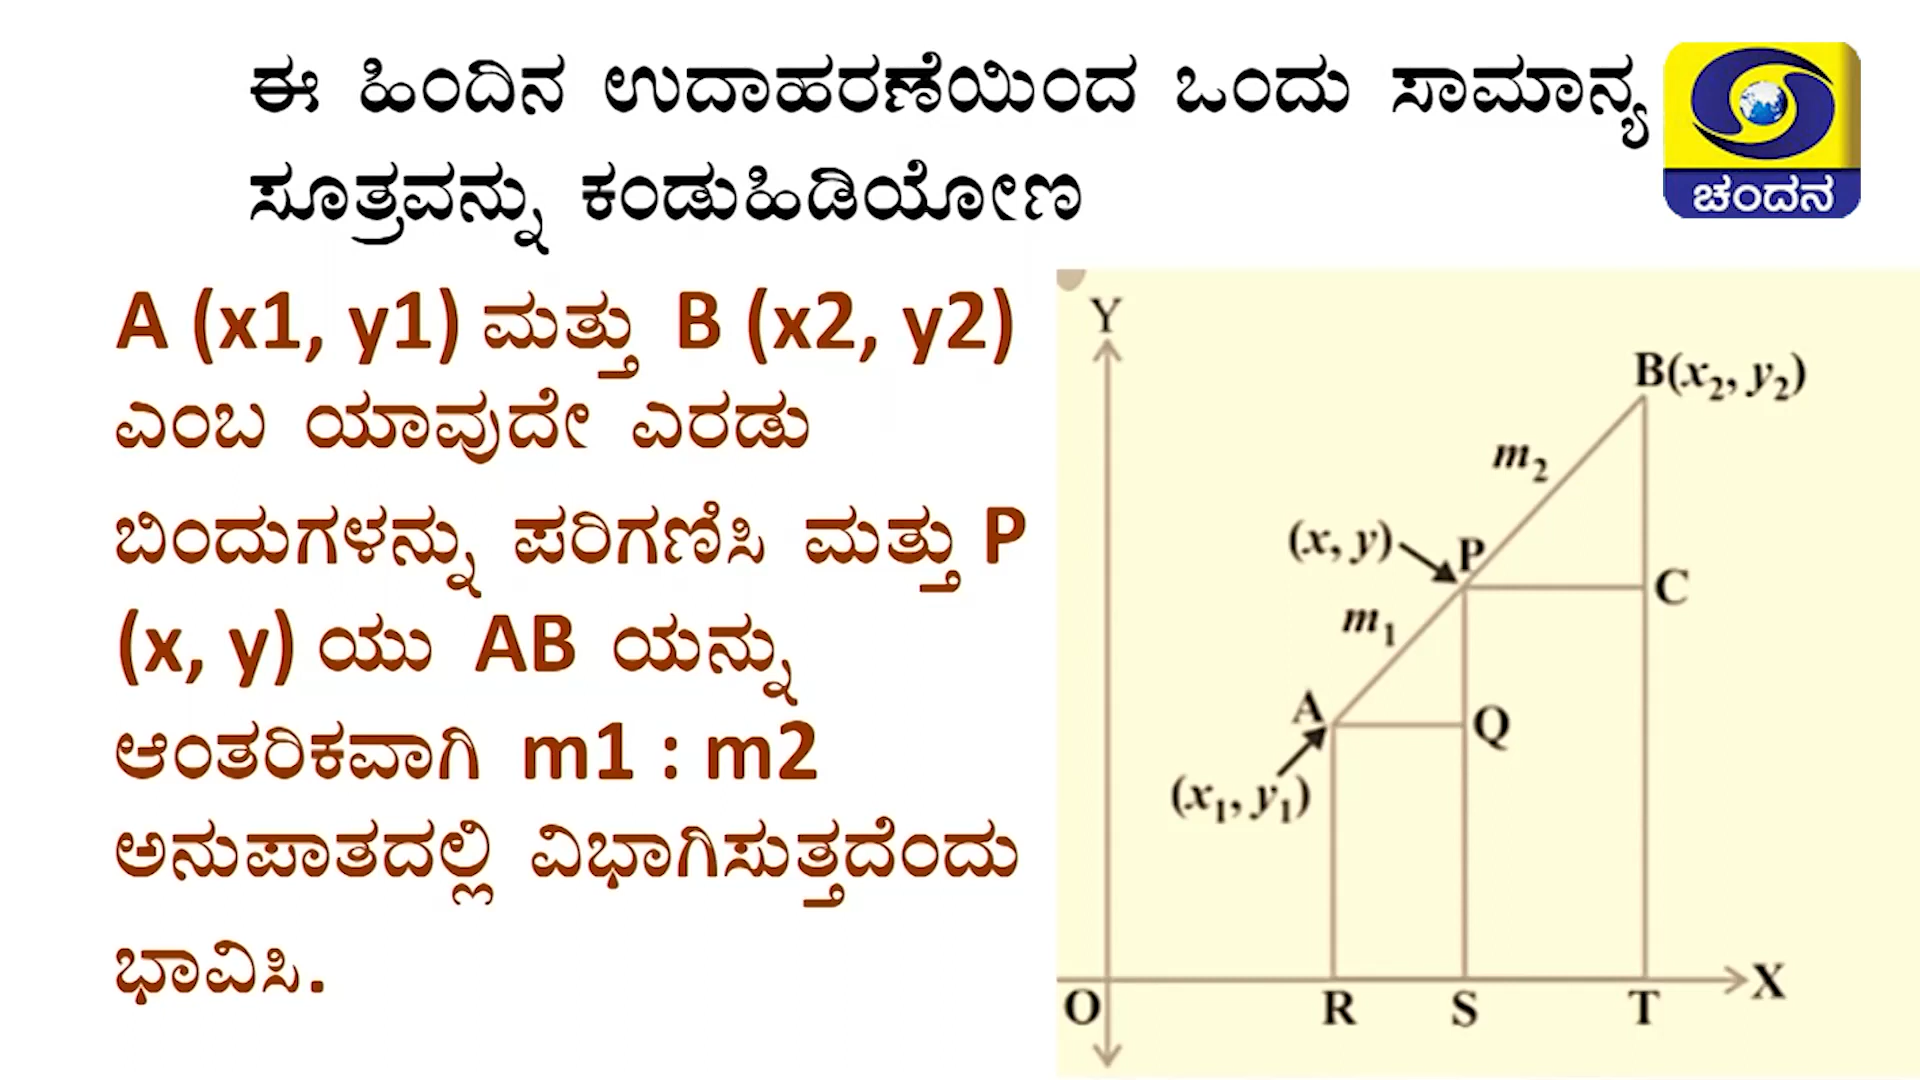 ಈ ಹಿಂದಿನ ಉದಾಹರಣೆಯಿಂದ ಒಂದು ಸಾಮಾನ್ಯ
ಸೂತ್ರವನ್ನು ಕಂಡುಹಿಡಿಯೋಣ
ಚಂದನ
A (x1, y1) ಮತ್ತು B (x2, y2)
ಎಂಬ ಯಾವುದೇ ಎರಡು
ಬಿಂದುಗಳನ್ನು ಪರಿಗಣಿಸಿ ಮತ್ತು P
(x, y) ಯು AB ಯನ್ನು
ಆಂತರಿಕವಾಗಿ m1 : m2
ಅನುಪಾತದಲ್ಲಿ ವಿಭಾಗಿಸುತ್ತದೆಂದು
ಭಾವಿಸಿ.
Y
B(x₂, y₂)
m₂
(x, y) P
C
m₁
A
Q
(x₁, y₁)
X
O R S T